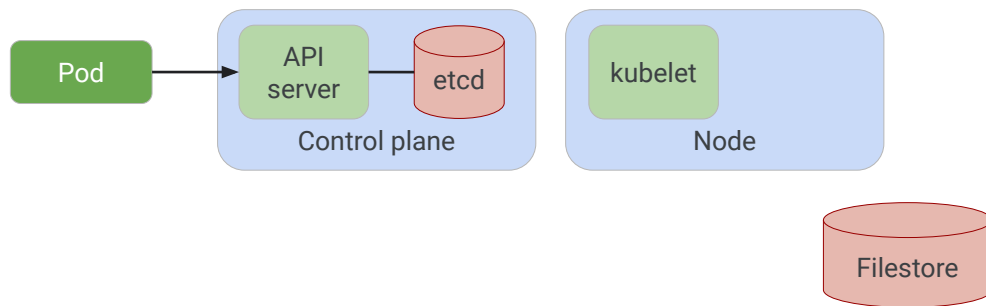 Pod
API
server
etcd
Control plane
kubelet
Node
Filestore